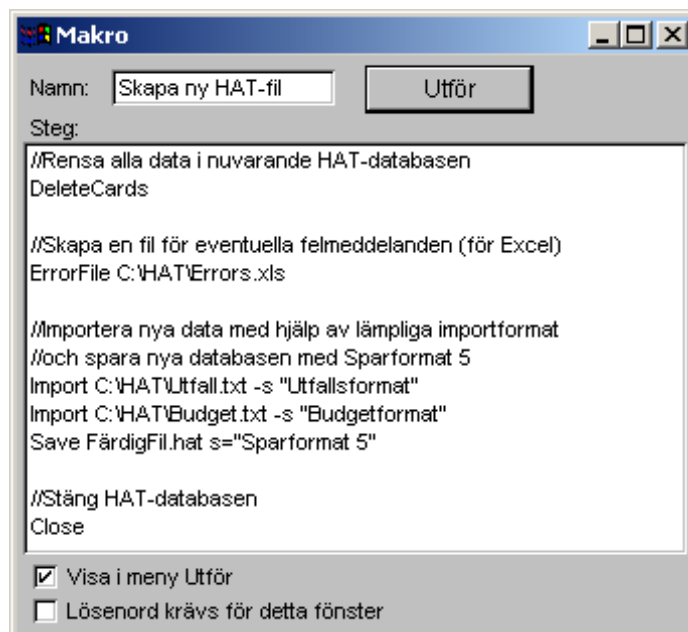 Makro
Namn: Skapa ny HAT-fil Utför
Steg:
//Rensa alla data i nuvarande HAT-databasen
DeleteCards
//Skapa en fil för eventuella felmeddelanden (för Excel)
ErrorFile C:\HAT\Errors.xls
//Importera nya data med hjälp av lämpliga importformat
//och spara nya databasen med Sparformat 5
Import C:\HAT\Utfall.txt -s "Utfallsformat"
Import C:\HAT\Budget.txt -s "Budgetformat"
Save FärdigFil.hat s="Sparformat 5"
//Stäng HAT-databasen
Close
Visa i meny Utför
Lösenord krävs för detta fönster